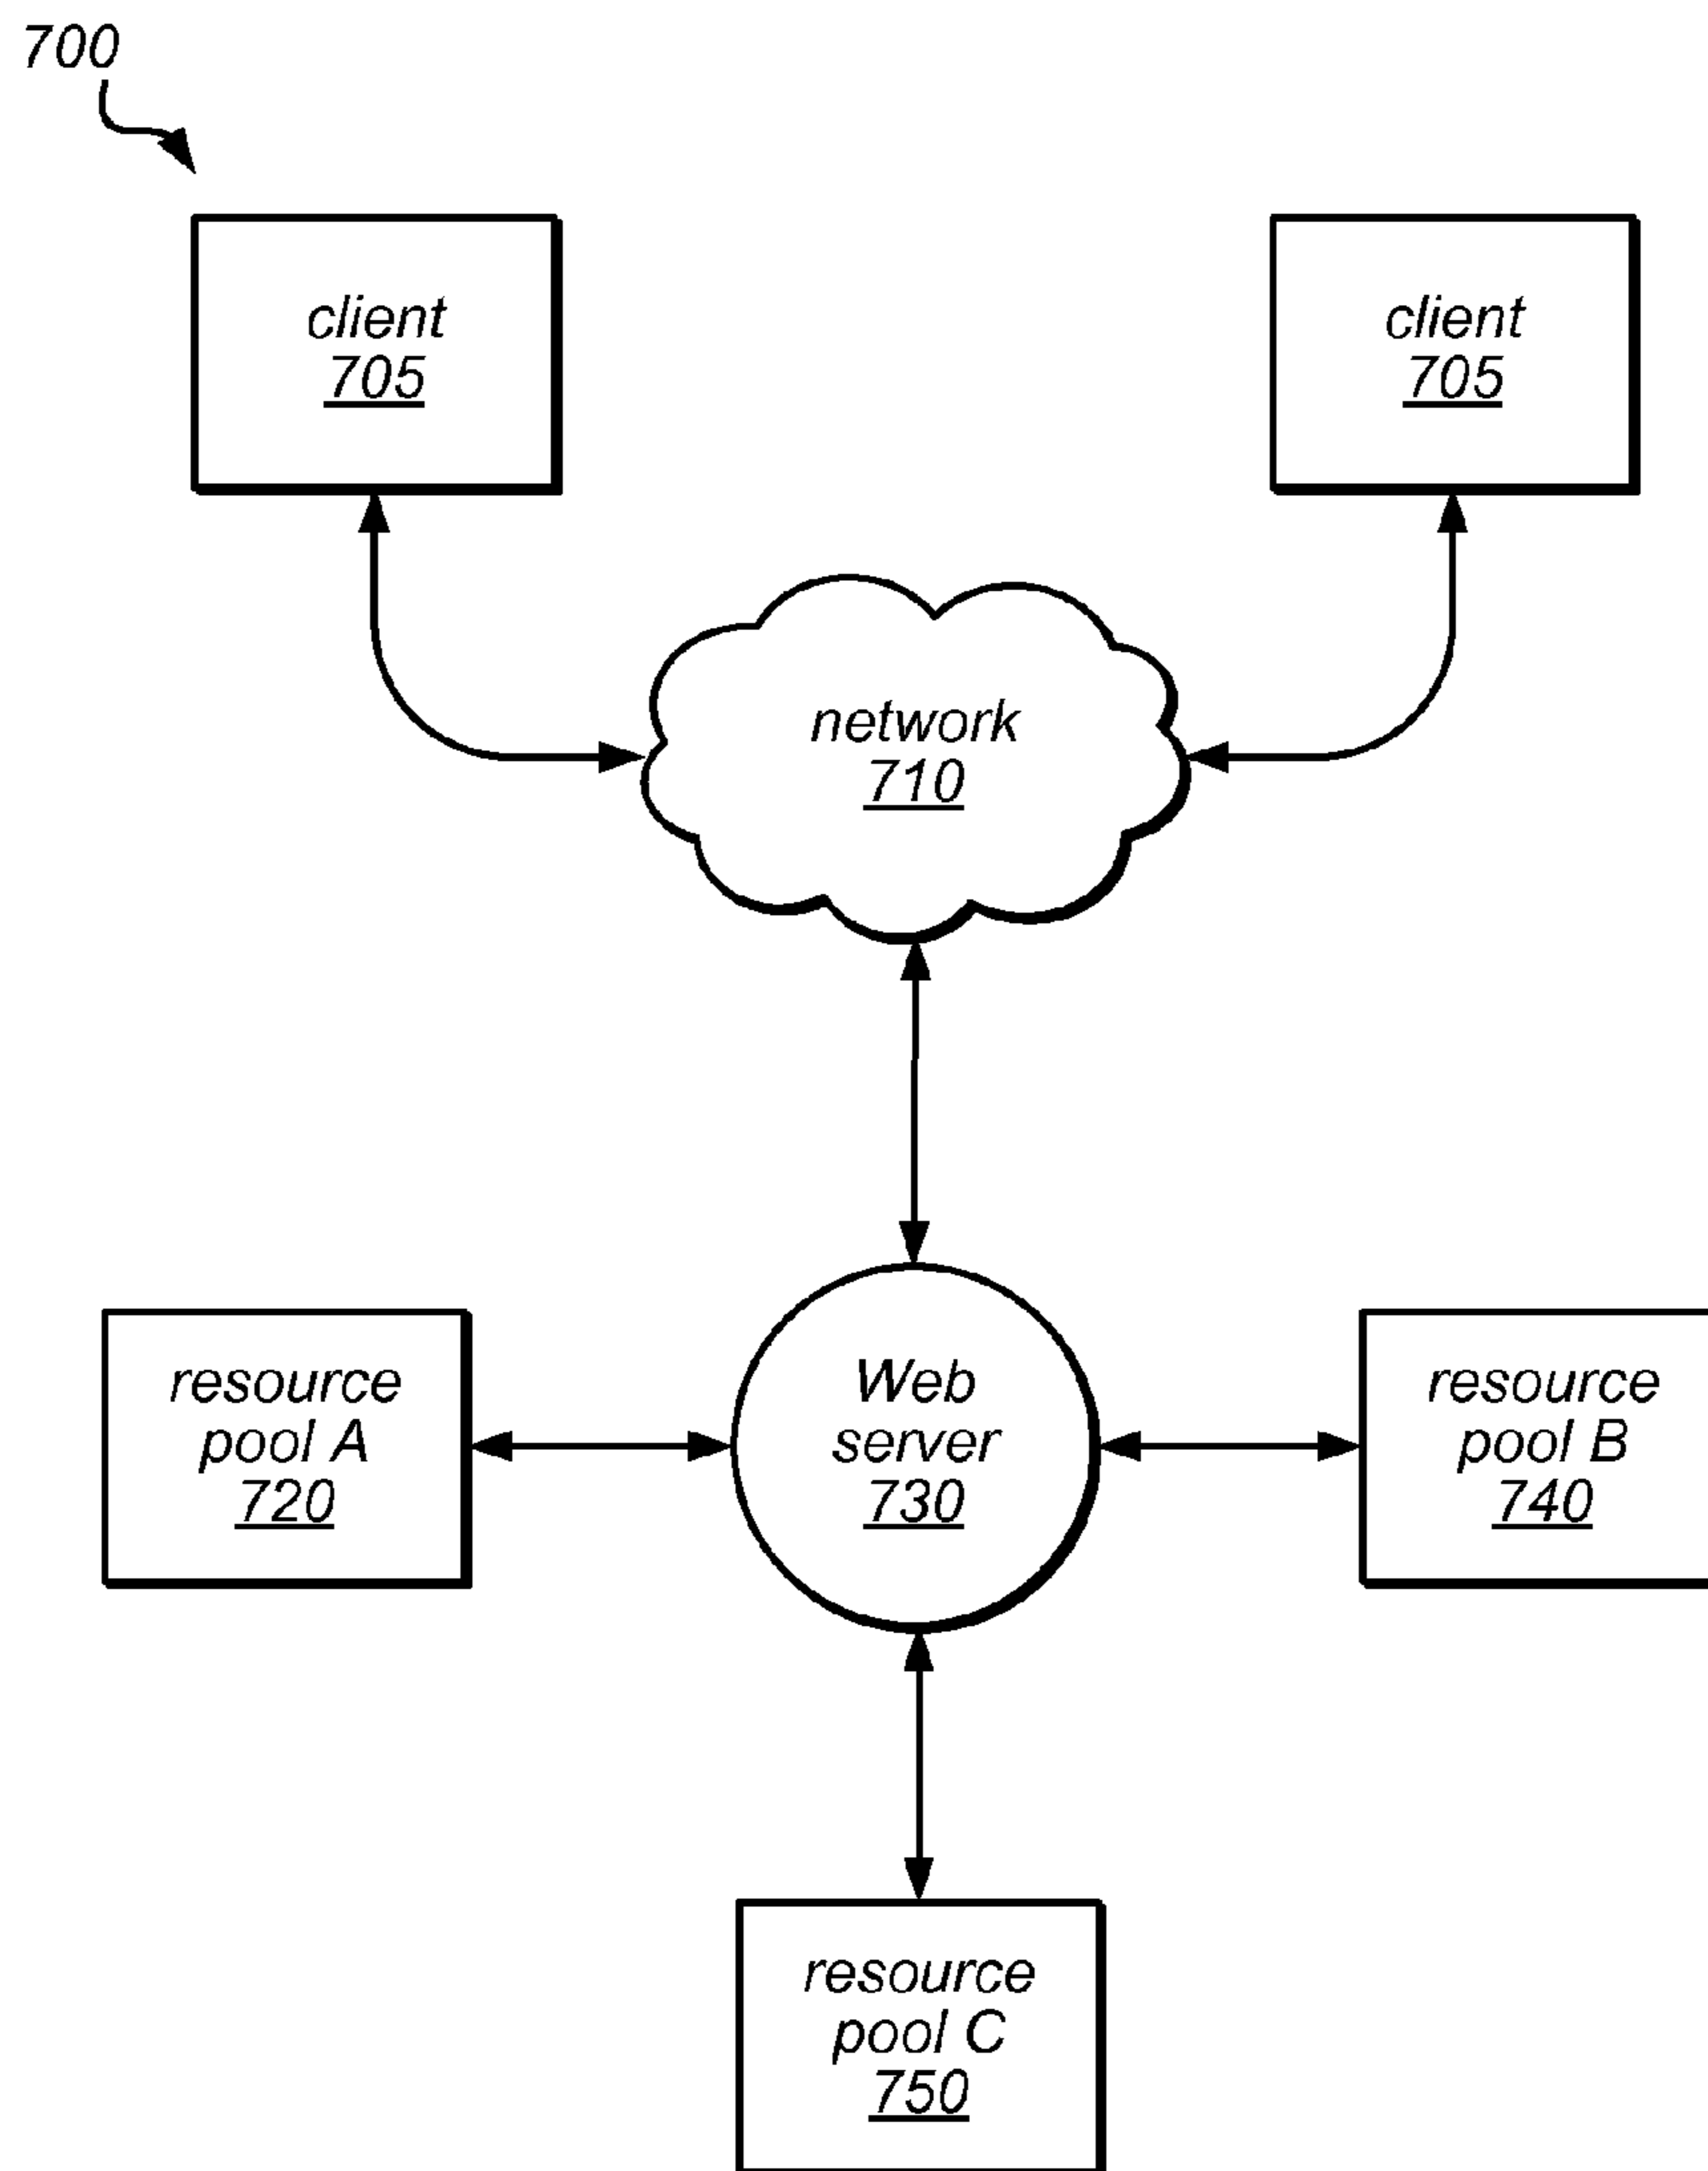 700
client
705
client
705
network
710
resource
pool A
720
Web
server
730
resource
pool B
740
resource
pool C
750